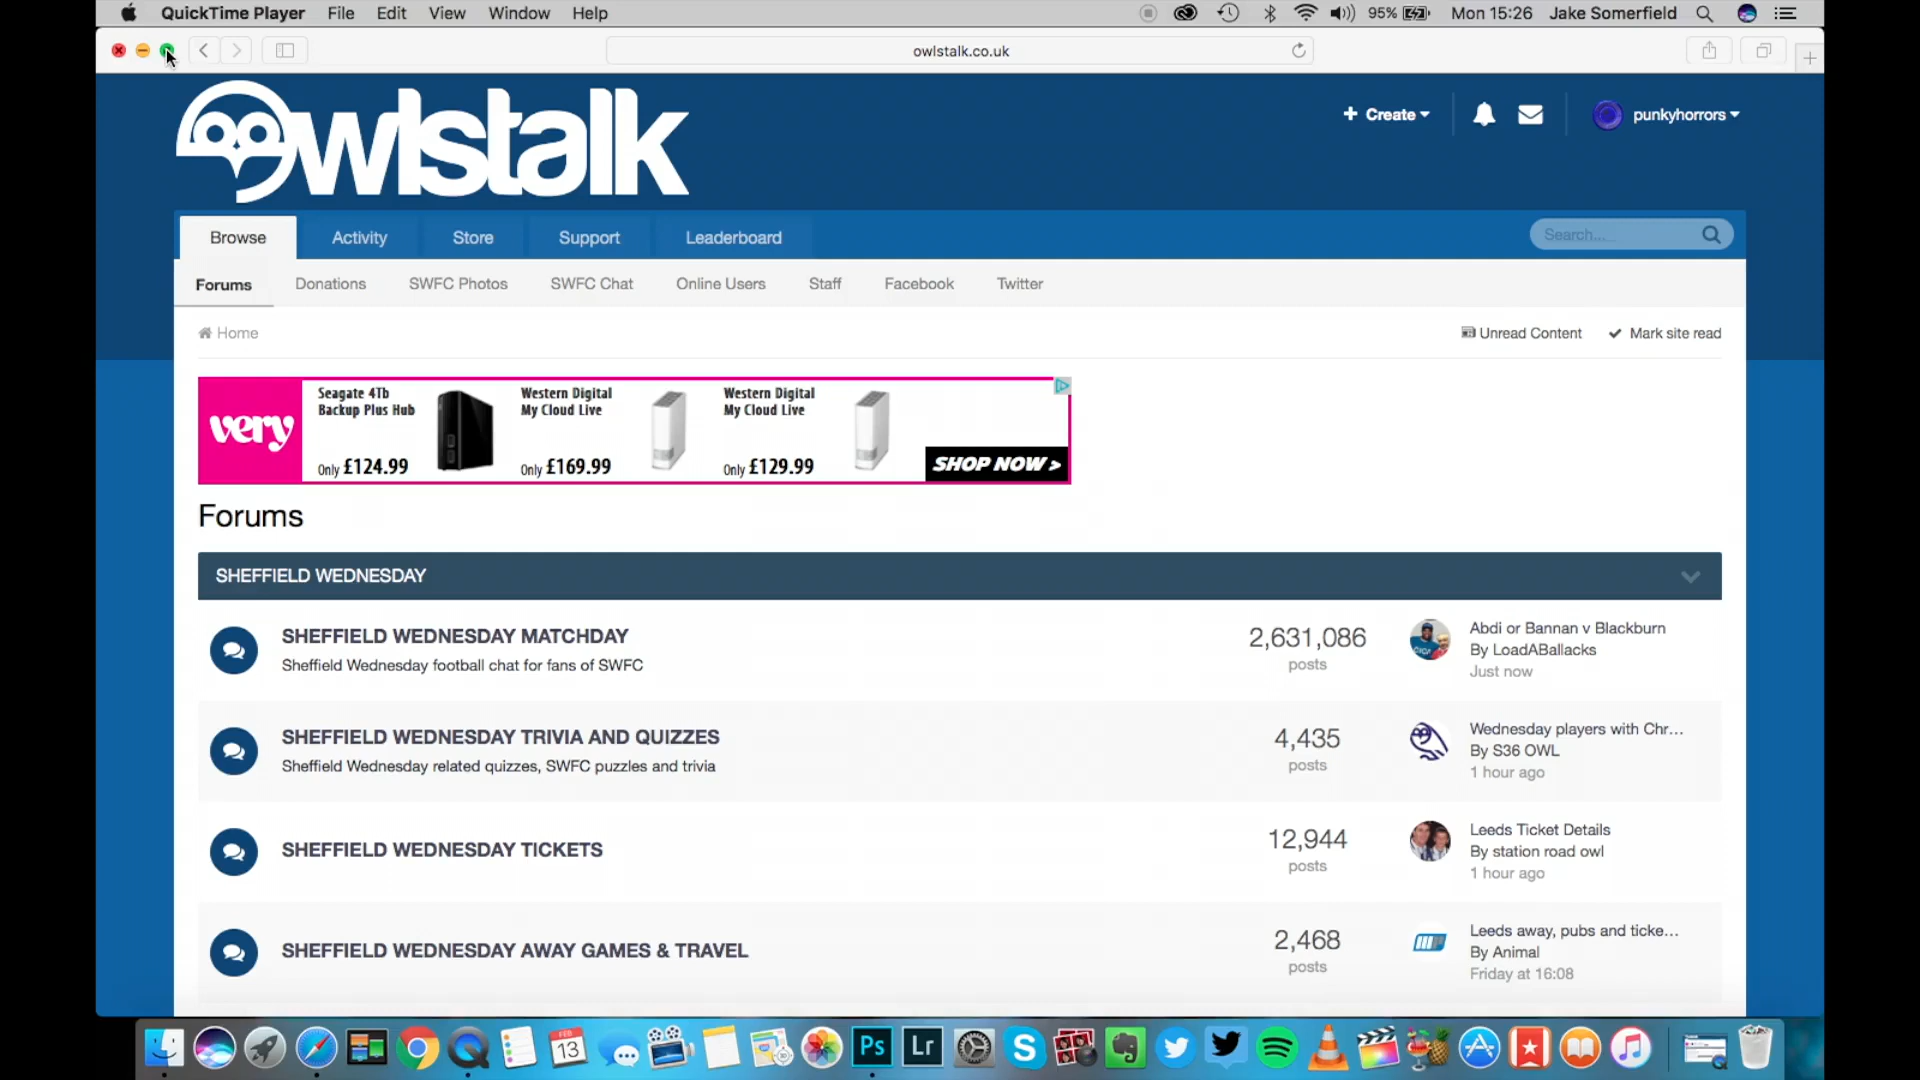 QuickTime Player File Edit View Window Help 95% Mon 15:26 Jake Somerfield
owlstalk.co.uk
owlstalk
+ Create punkyhorrors
Browse Activity Store Support Leaderboard Search...
Forums Donations SWFC Photos SWFC Chat Online Users Staff Facebook Twitter
Home Unread Content Mark site read
very
Seagate 4Tb
Backup Plus Hub
Only £124.99
Western Digital
My Cloud Live
Only £169.99
Western Digital
My Cloud Live
Only £129.99
SHOP NOW >
Forums
SHEFFIELD WEDNESDAY
SHEFFIELD WEDNESDAY MATCHDAY
Sheffield Wednesday football chat for fans of SWFC
2,631,086
posts
Abdi or Bannan v Blackburn
By LoadABallacks
Just now
SHEFFIELD WEDNESDAY TRIVIA AND QUIZZES
Sheffield Wednesday related quizzes, SWFC puzzles and trivia
4,435
posts
Wednesday players with Chr...
By S36 OWL
1 hour ago
SHEFFIELD WEDNESDAY TICKETS
12,944
posts
Leeds Ticket Details
By station road owl
1 hour ago
SHEFFIELD WEDNESDAY AWAY GAMES & TRAVEL
2,468
posts
Leeds away, pubs and ticke...
By Animal
Friday at 16:08
FEB
13
Ps
Lr